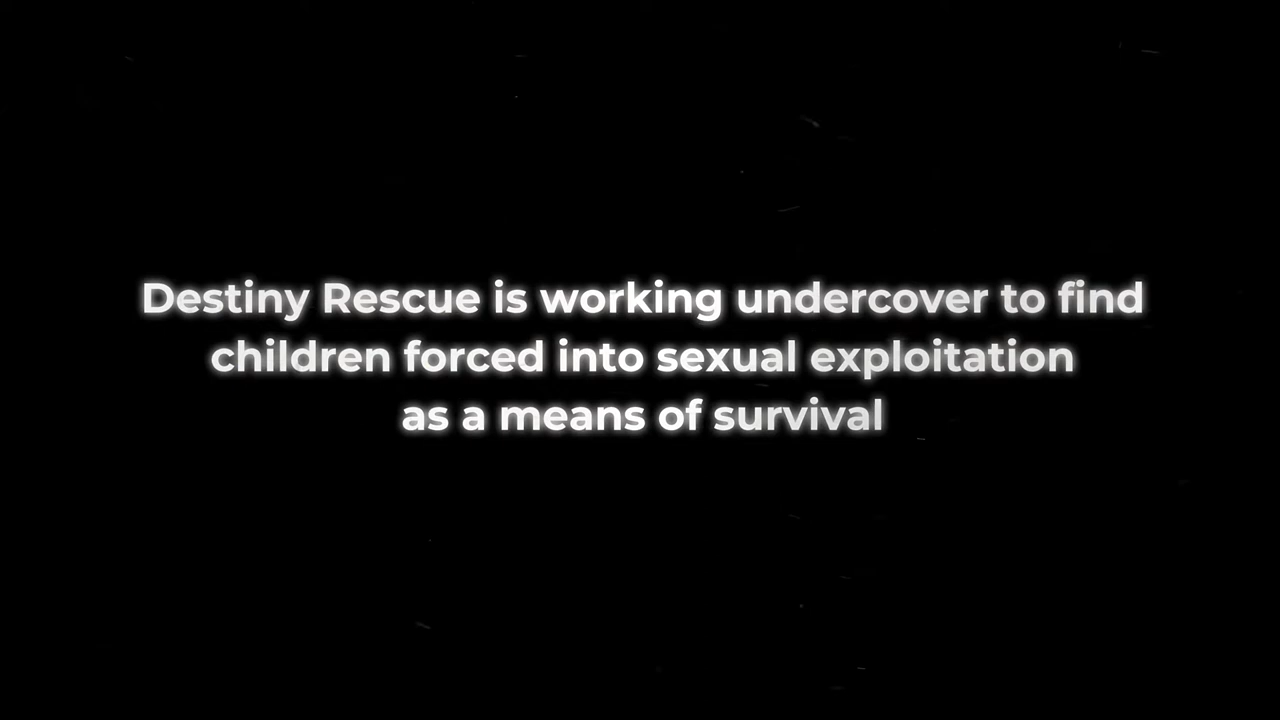 Destiny Rescue is working undercover to find
children forced into sexual exploitation
as a means of survival